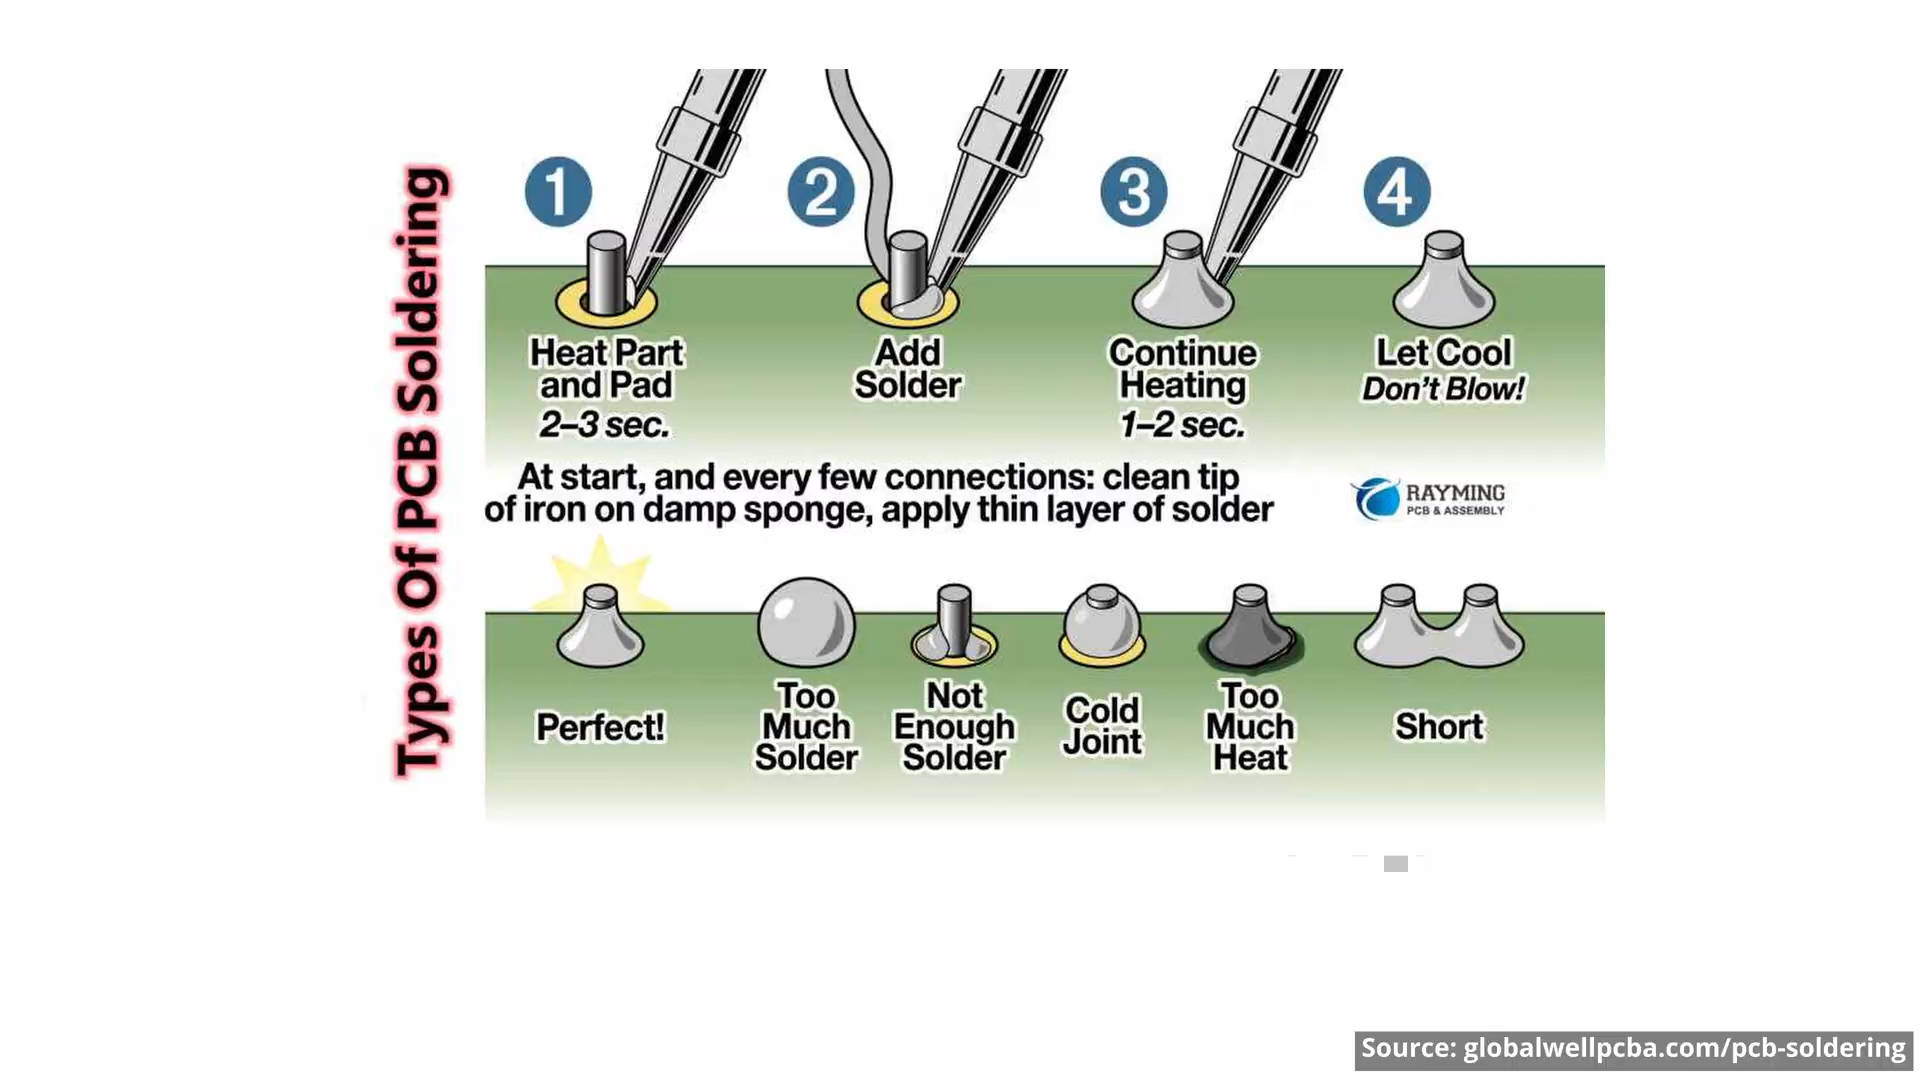 Types Of PCB Soldering
1
2
3
4
Heat Part
and Pad
2–3 sec.
Add
Solder
Continue
Heating
1–2 sec.
Let Cool
Don't Blow!
At start, and every few connections: clean tip
of iron on damp sponge, apply thin layer of solder
RAYMING
PCB & ASSEMBLY
Perfect!
Too
Much
Solder
Not
Enough
Solder
Cold
Joint
Too
Much
Heat
Short
Source: globalwellpcba.com/pcb-soldering